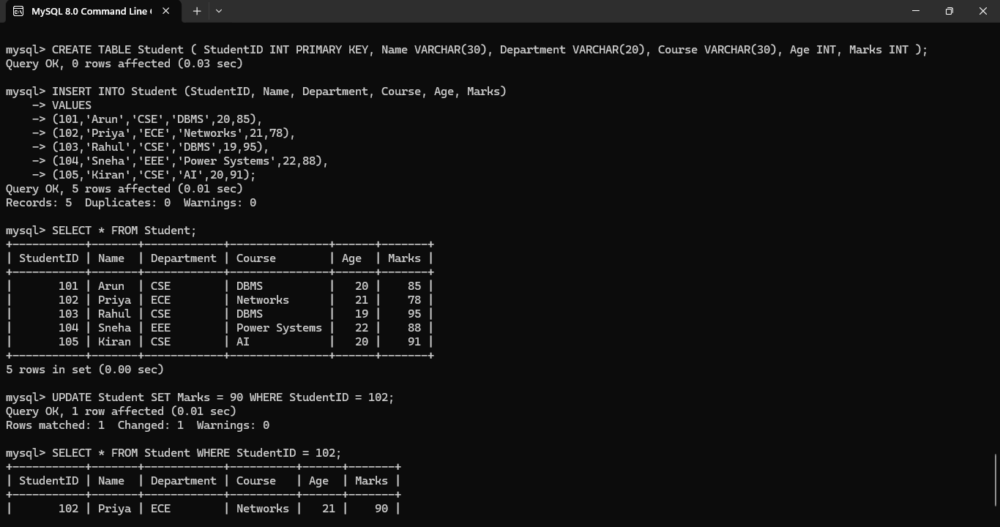 MySQL 8.0 Command Line
mysql> CREATE TABLE Student ( StudentID INT PRIMARY KEY, Name VARCHAR(30), Department VARCHAR(20), Course VARCHAR(30), Age INT, Marks INT );
Query OK, 0 rows affected (0.03 sec)
mysql> INSERT INTO Student (StudentID, Name, Department, Course, Age, Marks)
    -> VALUES
    -> (101,'Arun','CSE','DBMS',20,85),
    -> (102,'Priya','ECE','Networks',21,78),
    -> (103,'Rahul','CSE','DBMS',19,95),
    -> (104,'Sneha','EEE','Power Systems',22,88),
    -> (105,'Kiran','CSE','AI',20,91);
Query OK, 5 rows affected (0.01 sec)
Records: 5  Duplicates: 0  Warnings: 0
mysql> SELECT * FROM Student;
+-----------+-------+------------+---------------+------+-------+
| StudentID | Name  | Department | Course        | Age  | Marks |
+-----------+-------+------------+---------------+------+-------+
|       101 | Arun  | CSE        | DBMS          |   20 |    85 |
|       102 | Priya | ECE        | Networks      |   21 |    78 |
|       103 | Rahul | CSE        | DBMS          |   19 |    95 |
|       104 | Sneha | EEE        | Power Systems |   22 |    88 |
|       105 | Kiran | CSE        | AI            |   20 |    91 |
+-----------+-------+------------+---------------+------+-------+
5 rows in set (0.00 sec)
mysql> UPDATE Student SET Marks = 90 WHERE StudentID = 102;
Query OK, 1 row affected (0.01 sec)
Rows matched: 1  Changed: 1  Warnings: 0
mysql> SELECT * FROM Student WHERE StudentID = 102;
+-----------+-------+------------+----------+------+-------+
| StudentID | Name  | Department | Course   | Age  | Marks |
+-----------+-------+------------+----------+------+-------+
|       102 | Priya | ECE        | Networks |   21 |    90 |